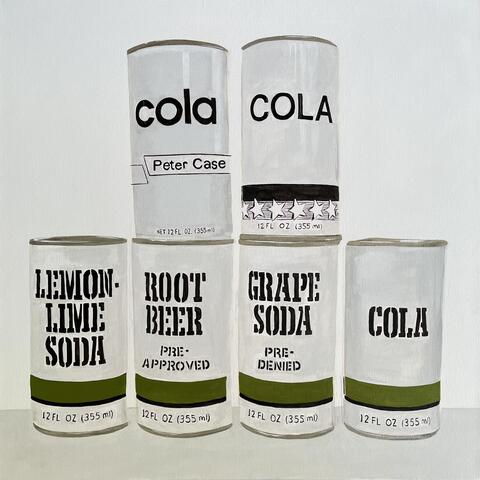 cola
Peter Case
NET 12 FL. OZ. (355 ml)
COLA
12 FL. OZ (355 ml)
LEMON-
LIME
SODA
12 FL OZ (355 ml)
ROOT
BEER
PRE-
APPROVED
12 FL OZ (355 ml)
GRAPE
SODA
PRE-
DENIED
12 FL OZ (355 ml)
COLA
12 FL OZ (355 ml)